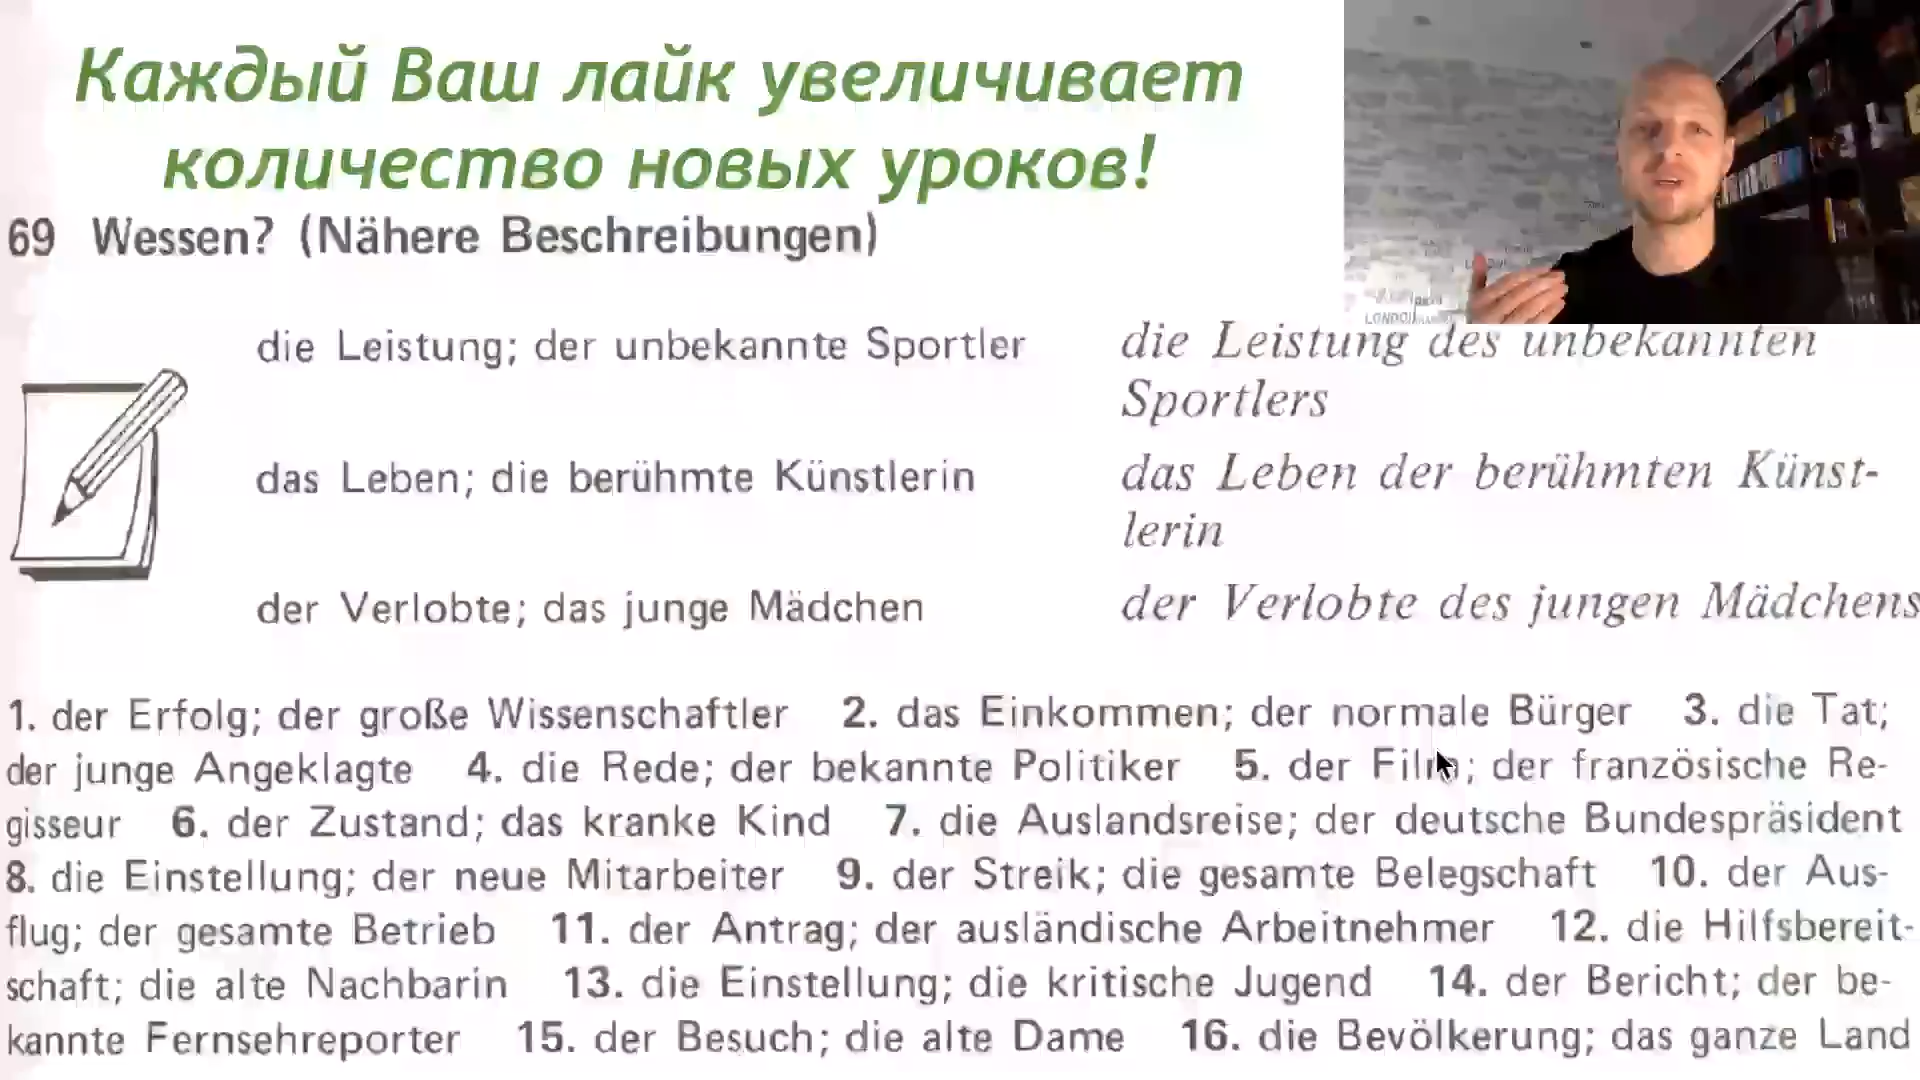 Каждый Ваш лайк увеличивает
количество новых уроков!
69 Wessen? (Nähere Beschreibungen)
die Leistung; der unbekannte Sportler
die Leistung des unbekannten
Sportlers
das Leben; die berühmte Künstlerin
das Leben der berühmten Künst-
lerin
der Verlobte; das junge Mädchen
der Verlobte des jungen Mädchens
1. der Erfolg; der große Wissenschaftler 2. das Einkommen; der normale Bürger 3. die Tat;
der junge Angeklagte 4. die Rede; der bekannte Politiker 5. der Film; der französische Re-
gisseur 6. der Zustand; das kranke Kind 7. die Auslandsreise; der deutsche Bundespräsident
8. die Einstellung; der neue Mitarbeiter 9. der Streik; die gesamte Belegschaft 10. der Aus-
flug; der gesamte Betrieb 11. der Antrag; der ausländische Arbeitnehmer 12. die Hilfsbereit-
schaft; die alte Nachbarin 13. die Einstellung; die kritische Jugend 14. der Bericht; der be-
kannte Fernsehreporter 15. der Besuch; die alte Dame 16. die Bevölkerung; das ganze Land
LONDON